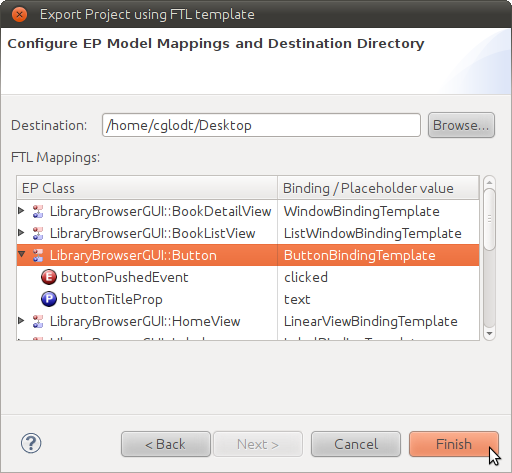 Export Project using FTL template
Configure EP Model Mappings and Destination Directory
Destination: /home/cglodt/Desktop Browse...
FTL Mappings:
EP Class Binding / Placeholder value
LibraryBrowserGUI::BookDetailView WindowBindingTemplate
LibraryBrowserGUI::BookListView ListWindowBindingTemplate
LibraryBrowserGUI::Button ButtonBindingTemplate
E buttonPushedEvent clicked
P buttonTitleProp text
LibraryBrowserGUI::HomeView LinearViewBindingTemplate
? < Back Next > Cancel Finish